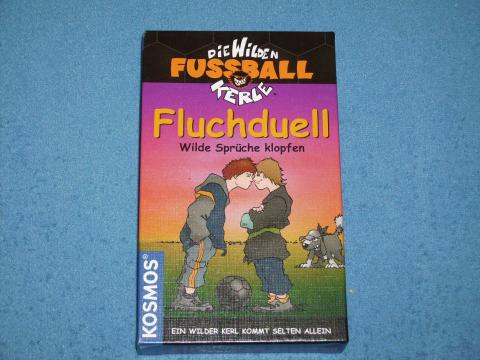 DIE WILDEN
FUSSBALL
KERLE
Fluchduell
Wilde Sprüche klopfen
KOSMOS
EIN WILDER KERL KOMMT SELTEN ALLEIN